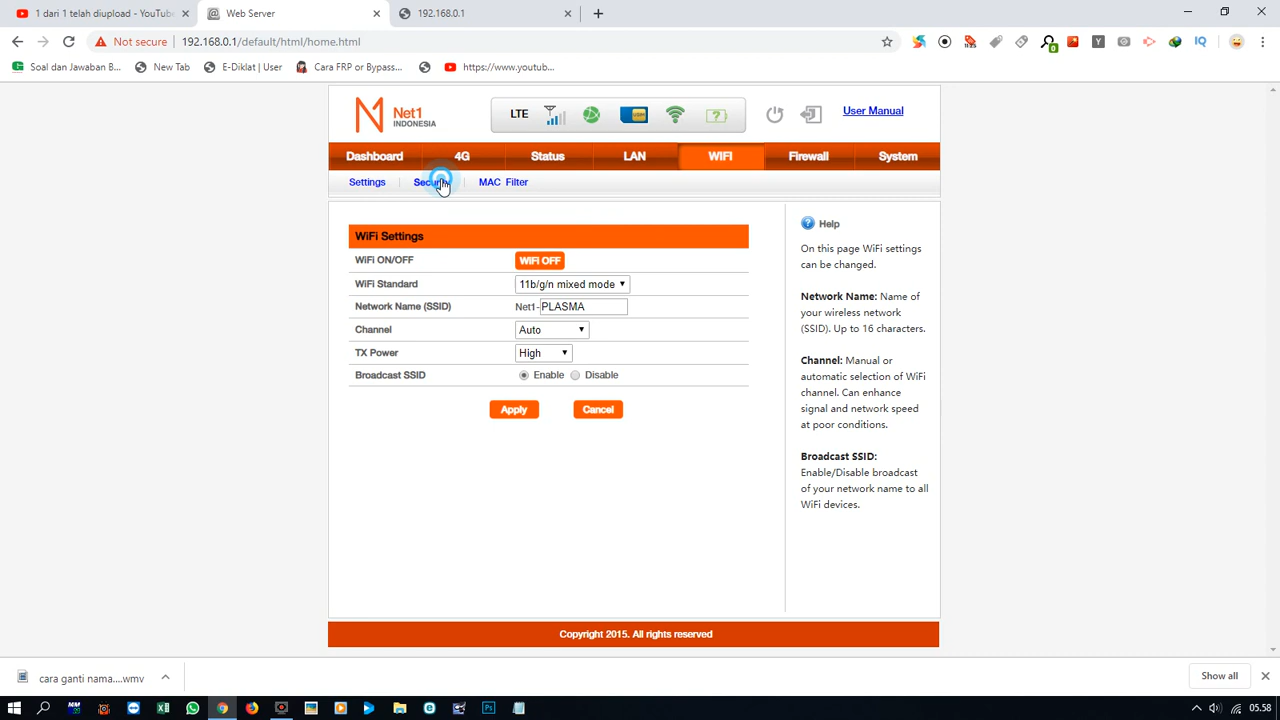 1 dari 1 telah diupload - YouTube
Web Server
192.168.0.1
Not secure
192.168.0.1/default/html/home.html
Soal dan Jawaban B...
New Tab
E-Diklat | User
Cara FRP or Bypass...
https://www.youtub...
Net1
INDONESIA
LTE
User Manual
Dashboard
4G
Status
LAN
WiFi
Firewall
System
Settings
Security
MAC Filter
WiFi Settings
WiFi ON/OFF
WiFi OFF
WiFi Standard
11b/g/n mixed mode
Network Name (SSID)
Net1-PLASMA
Channel
Auto
TX Power
High
Broadcast SSID
Enable
Disable
Apply
Cancel
Help
On this page WiFi settings
can be changed.
Network Name: Name of
your wireless network
(SSID). Up to 16 characters.
Channel: Manual or
automatic selection of WiFi
channel. Can enhance
signal and network speed
at poor conditions.
Broadcast SSID:
Enable/Disable broadcast
of your network name to all
WiFi devices.
Copyright 2015. All rights reserved
cara ganti nama....wmv
Show all
05.58